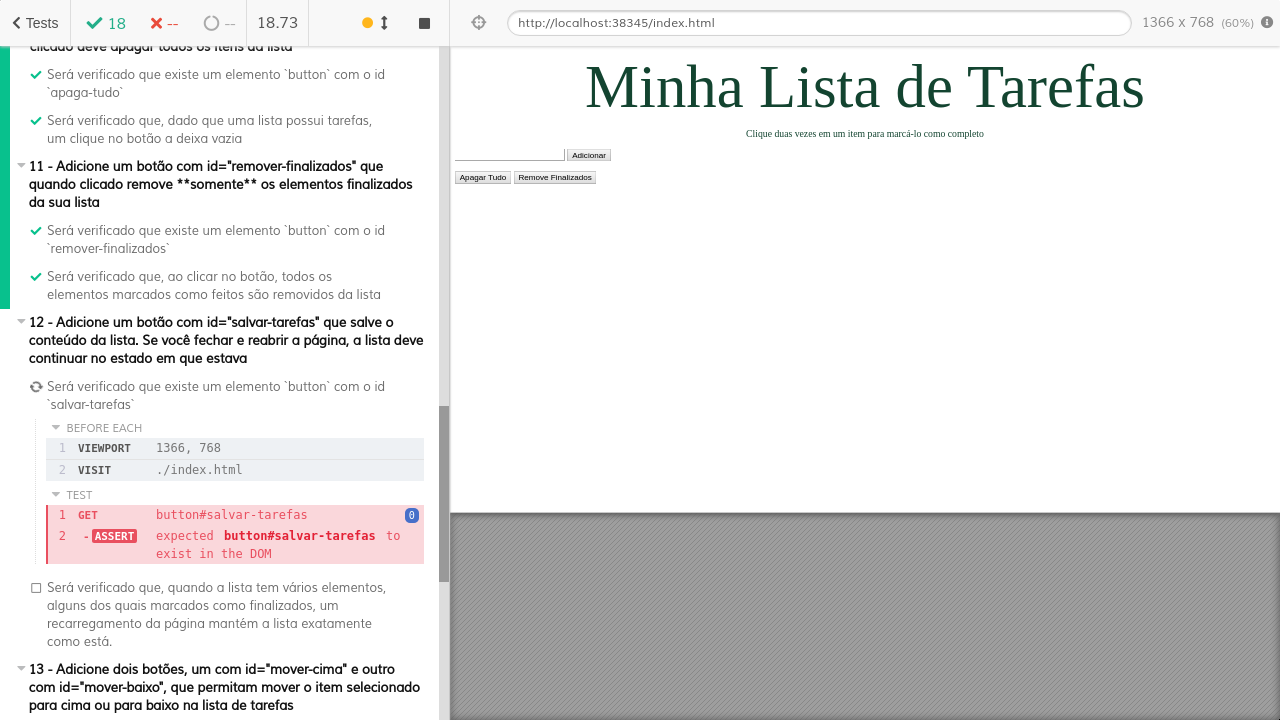 Tests
18
--
--
18.73
http://localhost:38345/index.html
1366 x 768 (60%)
clicado deve apagar todos os itens da lista
Será verificado que existe um elemento `button` com o id
`apaga-tudo`
Será verificado que, dado que uma lista possui tarefas,
um clique no botão a deixa vazia
11 - Adicione um botão com id="remover-finalizados" que
quando clicado remove **somente** os elementos finalizados
da sua lista
Será verificado que existe um elemento `button` com o id
`remover-finalizados`
Será verificado que, ao clicar no botão, todos os
elementos marcados como feitos são removidos da lista
12 - Adicione um botão com id="salvar-tarefas" que salve o
conteúdo da lista. Se você fechar e reabrir a página, a lista deve
continuar no estado em que estava
Será verificado que existe um elemento `button` com o id
`salvar-tarefas`
BEFORE EACH
1 VIEWPORT 1366, 768
2 VISIT ./index.html
TEST
1 GET button#salvar-tarefas 0
2 -ASSERT expected button#salvar-tarefas to
exist in the DOM
Será verificado que, quando a lista tem vários elementos,
alguns dos quais marcados como finalizados, um
recarregamento da página mantém a lista exatamente
como está.
13 - Adicione dois botões, um com id="mover-cima" e outro
com id="mover-baixo", que permitam mover o item selecionado
para cima ou para baixo na lista de tarefas
Minha Lista de Tarefas
Clique duas vezes em um item para marcá-lo como completo
Adicionar
Apagar Tudo
Remove Finalizados